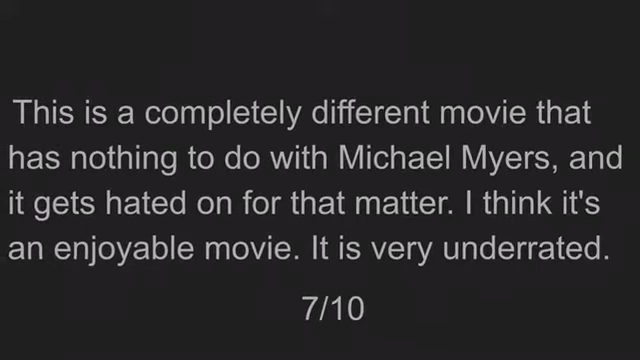 This is a completely different movie that
has nothing to do with Michael Myers, and
it gets hated on for that matter. I think it's
an enjoyable movie. It is very underrated.
7/10